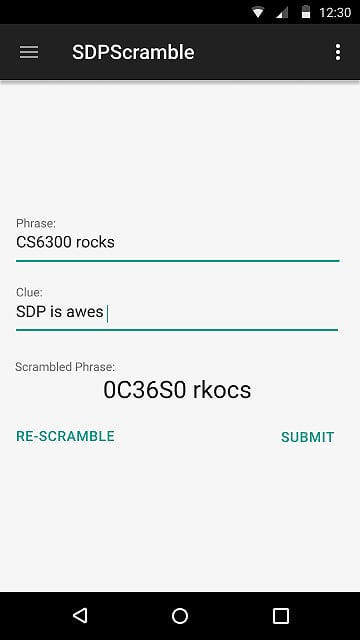 12:30
SDPScramble
Phrase:
CS6300 rocks
Clue:
SDP is awes
Scrambled Phrase:
0C36S0 rkocs
RE-SCRAMBLE
SUBMIT